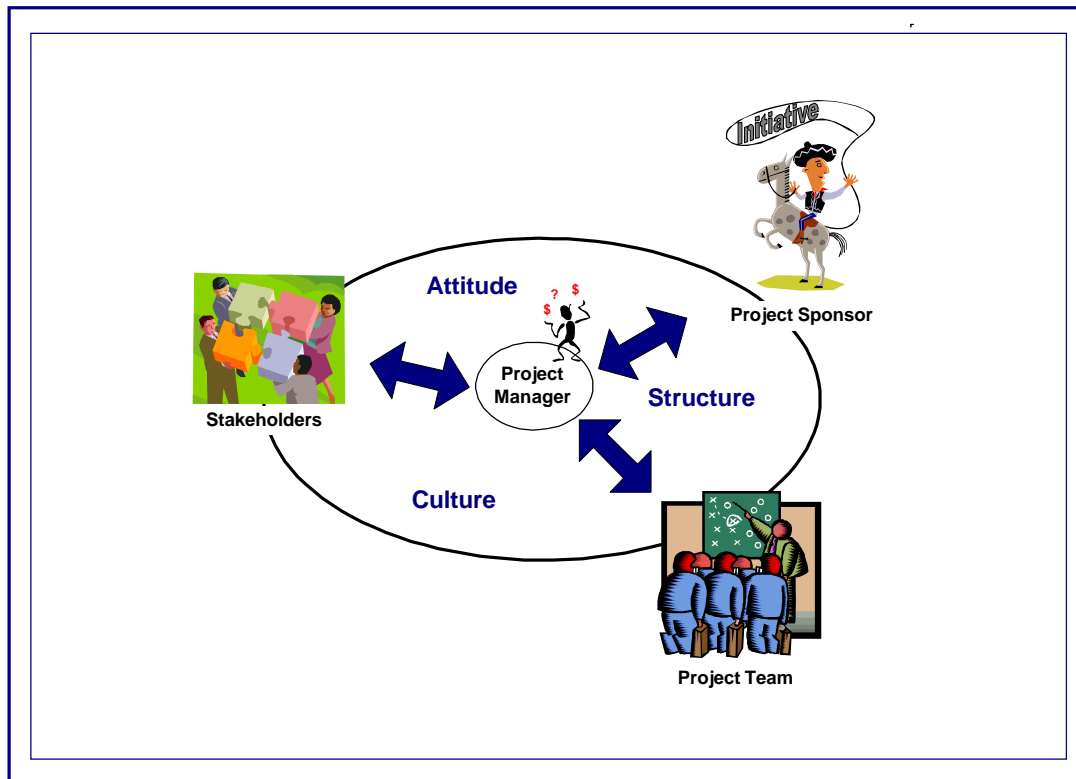 Initiative
Attitude
$ ? $
Project Sponsor
Project
Manager
Structure
Stakeholders
Culture
Project Team